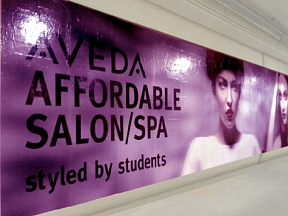 AVEDA
AFFORDABLE
SALON/SPA
styled by students